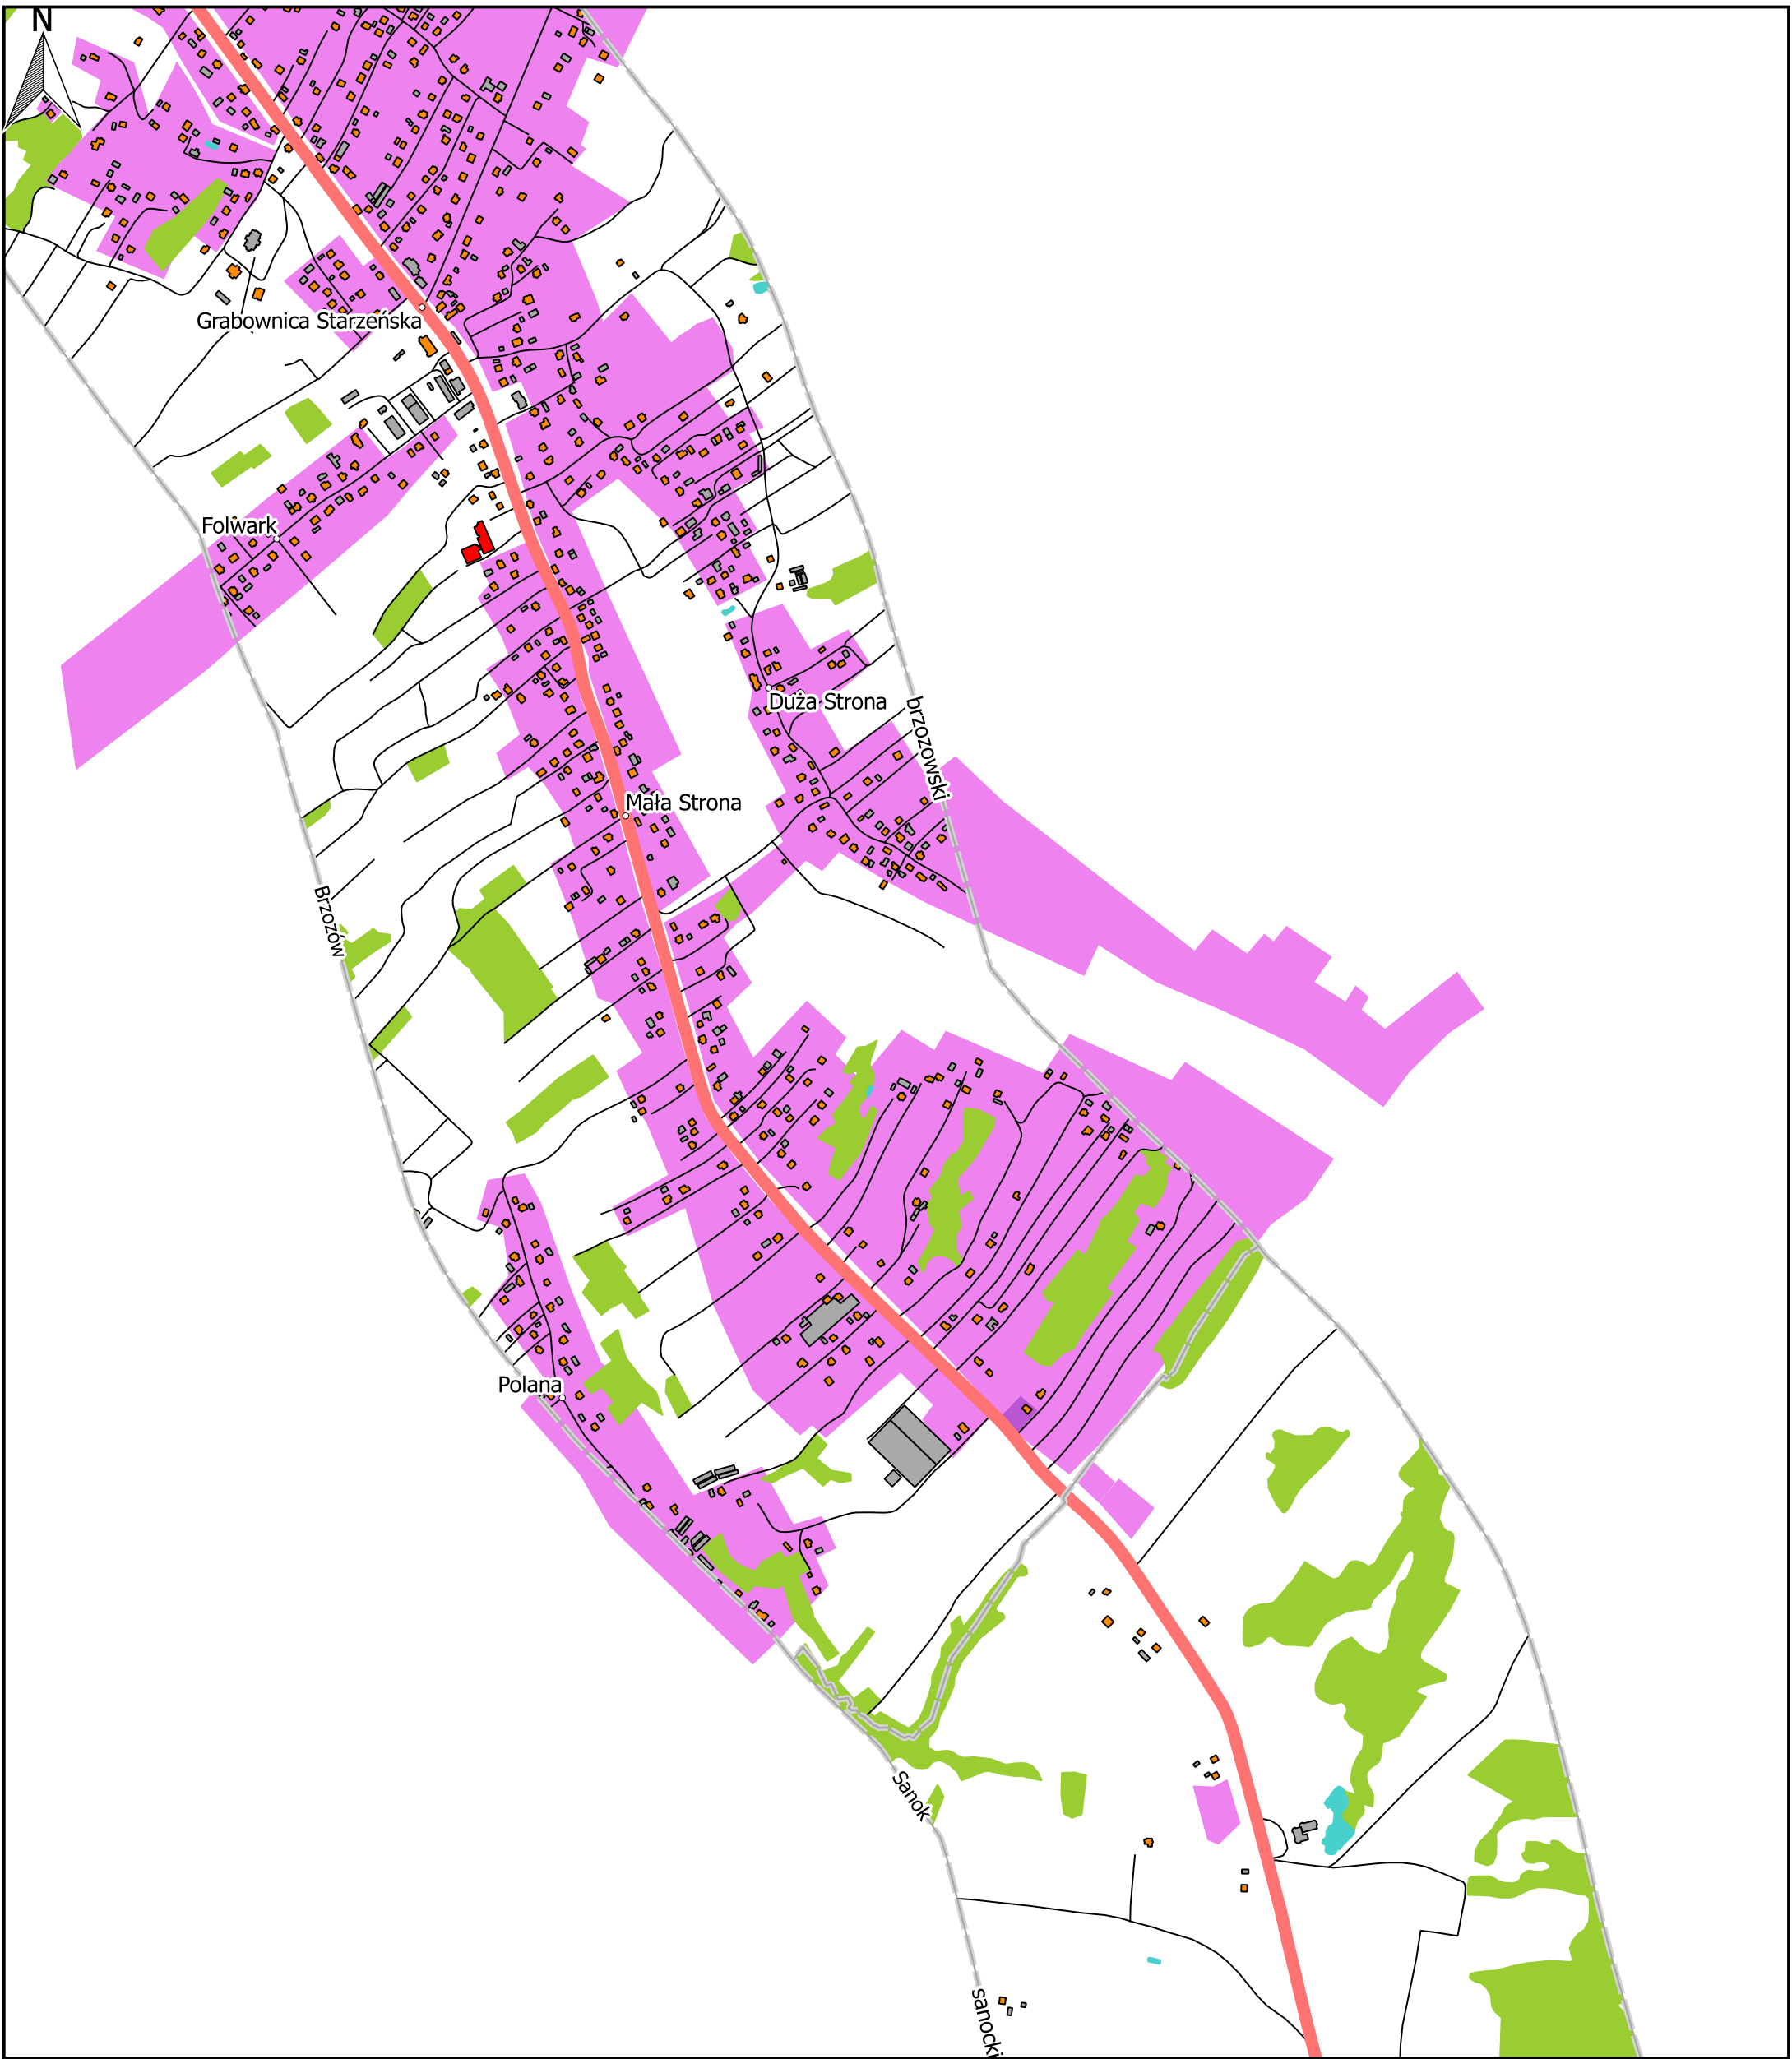 N
Grabownica Starzeńska
Folwark
Duża Strona
brzozowski
Mała Strona
Brzozów
Polana
Sanok
sanocki